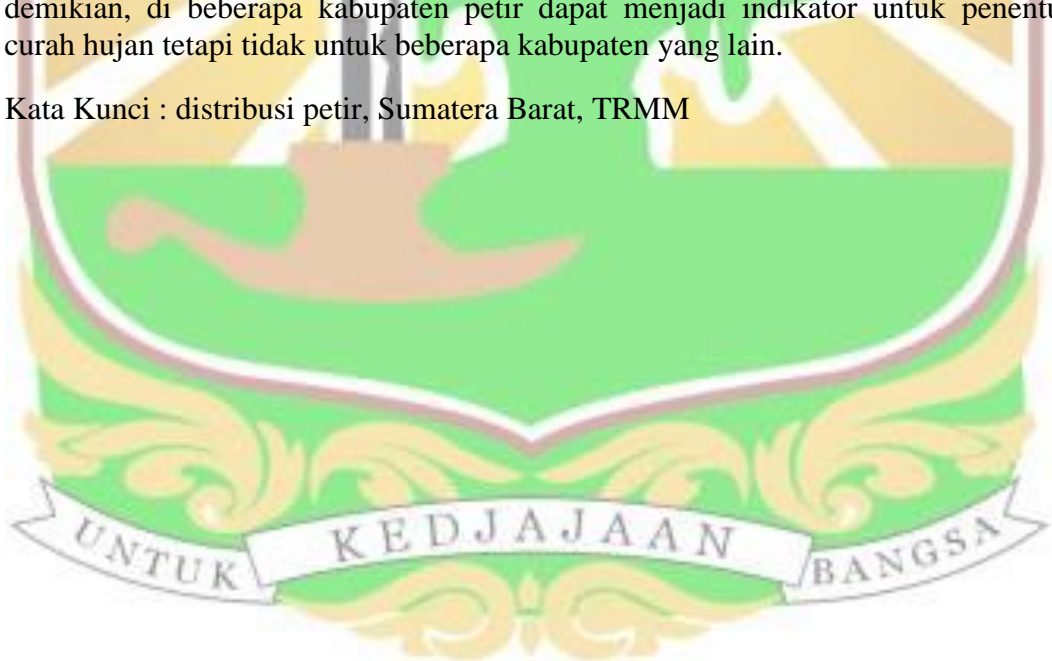 demikian, di beberapa kabupaten petir dapat menjadi indikator untuk penentu
curah hujan tetapi tidak untuk beberapa kabupaten yang lain.
Kata Kunci : distribusi petir, Sumatera Barat, TRMM
UNTUK KEDJAJAAN BANGSA